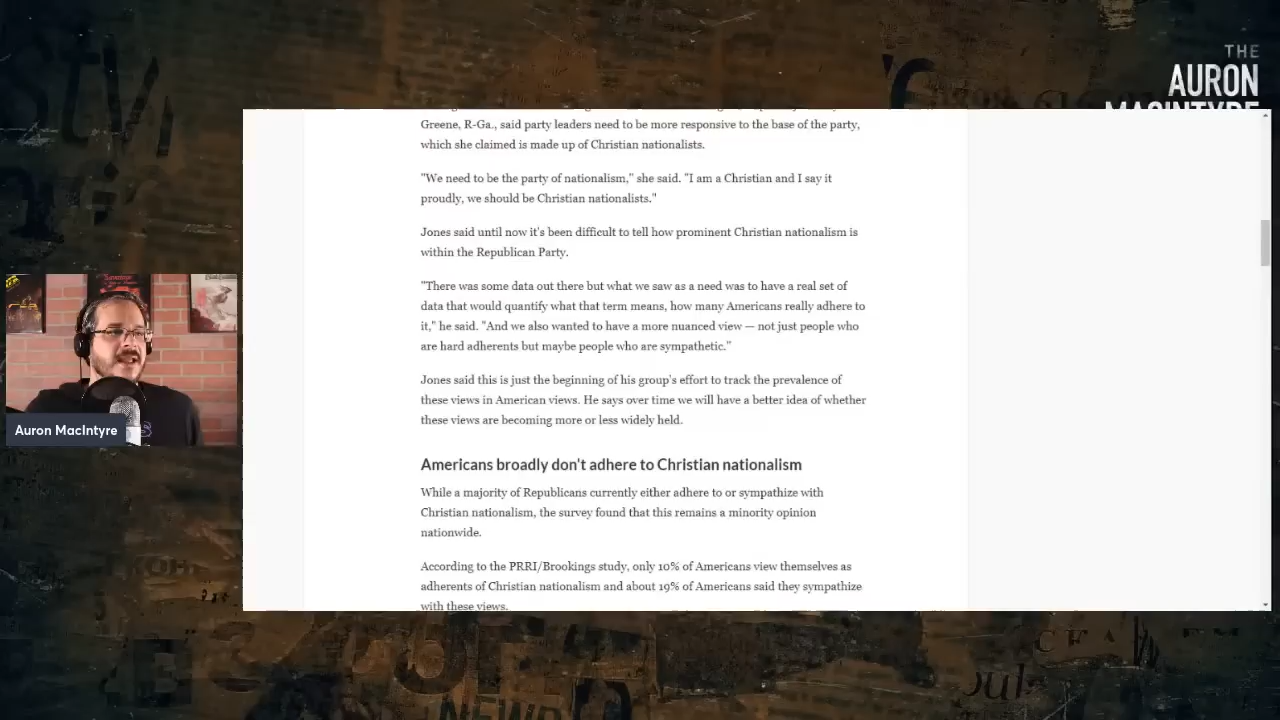 THE
AURON
MACINTYRE
Greene, R-Ga., said party leaders need to be more responsive to the base of the party,
which she claimed is made up of Christian nationalists.
"We need to be the party of nationalism," she said. "I am a Christian and I say it
proudly, we should be Christian nationalists."
Jones said until now it's been difficult to tell how prominent Christian nationalism is
within the Republican Party.
"There was some data out there but what we saw as a need was to have a real set of
data that would quantify what that term means, how many Americans really adhere to
it," he said. "And we also wanted to have a more nuanced view — not just people who
are hard adherents but maybe people who are sympathetic."
Jones said this is just the beginning of his group's effort to track the prevalence of
these views in American views. He says over time we will have a better idea of whether
these views are becoming more or less widely held.
Americans broadly don't adhere to Christian nationalism
While a majority of Republicans currently either adhere to or sympathize with
Christian nationalism, the survey found that this remains a minority opinion
nationwide.
According to the PRRI/Brookings study, only 10% of Americans view themselves as
adherents of Christian nationalism and about 19% of Americans said they sympathize
with these views.
Auron MacIntyre